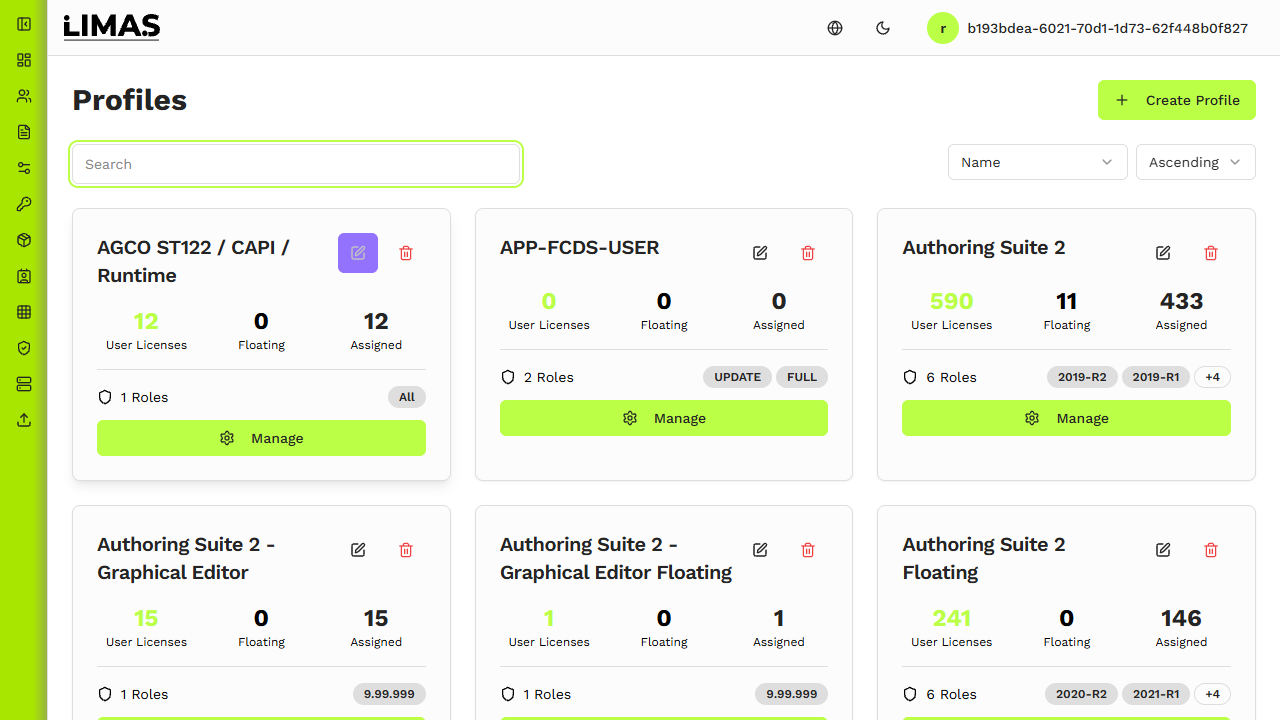 LIMAS
r
b193bdea-6021-70d1-1d73-62f448b0f827
Profiles
Create Profile
Search
Name
Ascending
AGCO ST122 / CAPI /
Runtime
12
User Licenses
0
Floating
12
Assigned
1 Roles
All
Manage
APP-FCDS-USER
0
User Licenses
0
Floating
0
Assigned
2 Roles
UPDATE
FULL
Manage
Authoring Suite 2
590
User Licenses
11
Floating
433
Assigned
6 Roles
2019-R2
2019-R1
+4
Manage
Authoring Suite 2 -
Graphical Editor
15
User Licenses
0
Floating
15
Assigned
1 Roles
9.99.999
Authoring Suite 2 -
Graphical Editor Floating
1
User Licenses
0
Floating
1
Assigned
1 Roles
9.99.999
Authoring Suite 2
Floating
241
User Licenses
0
Floating
146
Assigned
6 Roles
2020-R2
2021-R1
+4